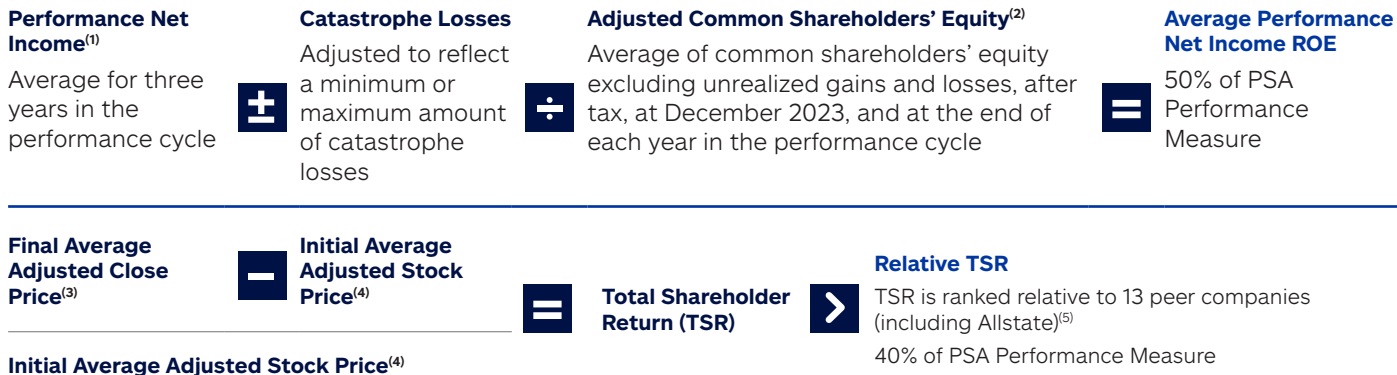 Performance Net
Income(1)
Average for three
years in the
performance cycle
±
Catastrophe Losses
Adjusted to reflect
a minimum or
maximum amount
of catastrophe
losses
÷
Adjusted Common Shareholders’ Equity(2)
Average of common shareholders’ equity
excluding unrealized gains and losses, after
tax, at December 2023, and at the end of
each year in the performance cycle
=
Average Performance
Net Income ROE
50% of PSA
Performance
Measure
Final Average
Adjusted Close
Price(3)
–
Initial Average
Adjusted Stock
Price(4)
Initial Average Adjusted Stock Price(4)
=
Total Shareholder
Return (TSR)
>
Relative TSR
TSR is ranked relative to 13 peer companies
(including Allstate)(5)
40% of PSA Performance Measure